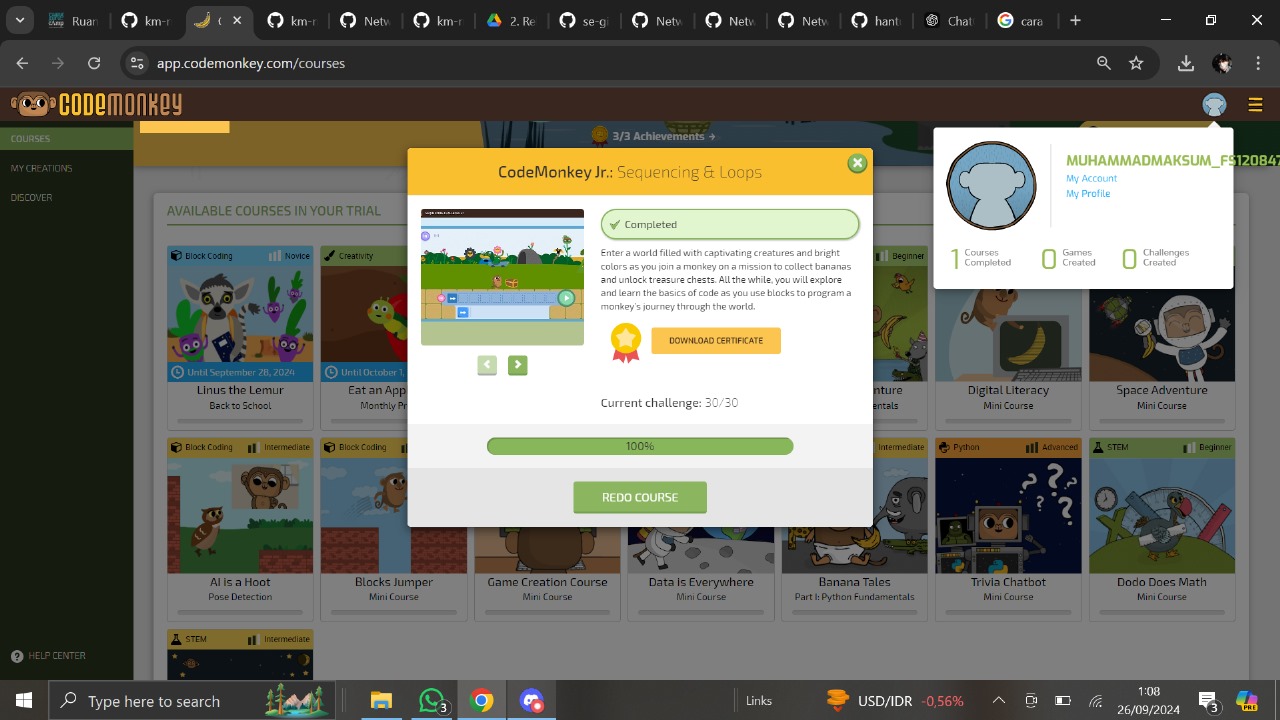 Ruan
km-r
C
km-r
Netw
km-r
2. Re
se-gi
Netw
Netw
Netw
hant
Chat
cara
app.codemonkey.com/courses
CODEMONKEY
COURSES
MY CREATIONS
DISCOVER
HELP CENTER
3/3 Achievements
MUHAMMADMAKSUM_FS120847
My Account
My Profile
1 Courses Completed
0 Games Created
0 Challenges Created
AVAILABLE COURSES IN YOUR TRIAL
CodeMonkey Jr.: Sequencing & Loops
Completed
Enter a world filled with captivating creatures and bright
colors as you join a monkey on a mission to collect bananas
and unlock treasure chests. All the while, you will explore
and learn the basics of code as you use blocks to program a
monkey's journey through the world.
DOWNLOAD CERTIFICATE
Current challenge: 30/30
100%
REDO COURSE
Block Coding Novice
Until September 28, 2024
Linus the Lemur
Back to School
Creativity
Until October 1,
Eat an App
Monthly Pr
Beginner
nture
entals
Digital Literacy
Mini Course
Space Adventure
Mini Course
Block Coding Intermediate
AI is a Hoot
Pose Detection
Block Coding
Blocks Jumper
Mini Course
Game Creation Course
Mini Course
Data is Everywhere
Mini Course
Intermediate
Banana Tales
Part I: Python Fundamentals
Python Advanced
Trivia Chatbot
Mini Course
STEM Beginner
Dodo Does Math
Mini Course
STEM Intermediate
Type here to search
3
Links
USD/IDR -0,56%
1:08
26/09/2024
3
PRE